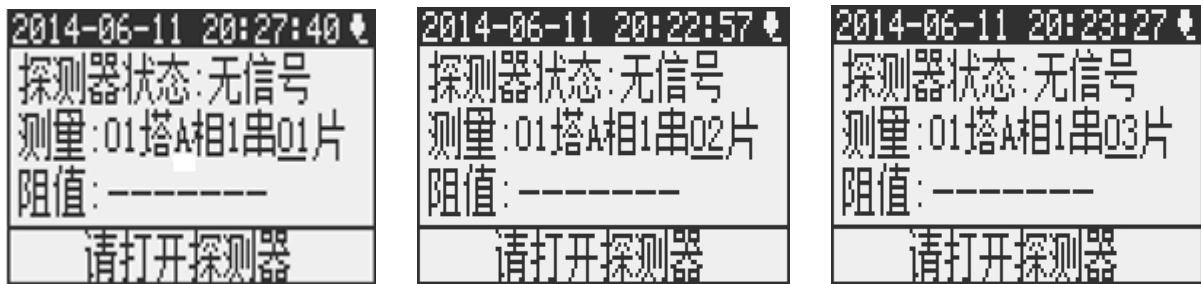 2014-06-11 20:27:40
探测器状态:无信号
测量:01塔A相1串01片
阻值:-------
请打开探测器
2014-06-11 20:22:57
探测器状态:无信号
测量:01塔A相1串02片
阻值:-------
请打开探测器
2014-06-11 20:23:27
探测器状态:无信号
测量:01塔A相1串03片
阻值:-------
请打开探测器